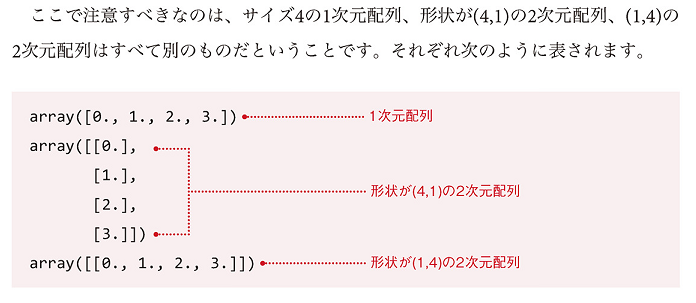 ここで注意すべきなのは、サイズ4の1次元配列、形状が(4,1)の2次元配列、(1,4)の
2次元配列はすべて別のものだということです。それぞれ次のように表されます。
array([0., 1., 2., 3.]) 1次元配列
array([[0.],
[1.],
[2.], 形状が(4,1)の2次元配列
[3.]])
array([[0., 1., 2., 3.]]) 形状が(1,4)の2次元配列